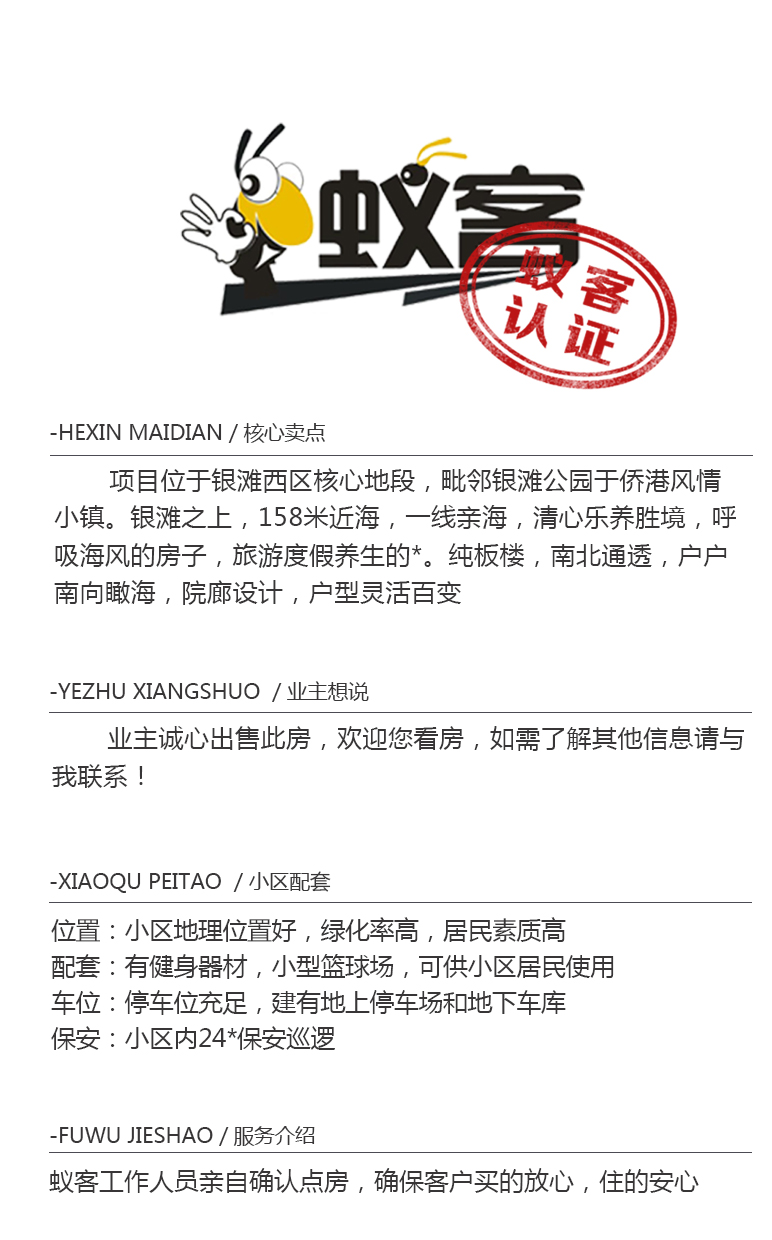 蚁客
蚁客
认证
-HEXIN MAIDIAN / 核心卖点
项目位于银滩西区核心地段，毗邻银滩公园于侨港风情
小镇。银滩之上，158米近海，一线亲海，清心乐养胜境，呼
吸海风的房子，旅游度假养生的*。纯板楼，南北通透，户户
南向瞰海，院廊设计，户型灵活百变
-YEZHU XIANGSHUO / 业主想说
业主诚心出售此房，欢迎您看房，如需了解其他信息请与
我联系！
-XIAOQU PEITAO / 小区配套
位置：小区地理位置好，绿化率高，居民素质高
配套：有健身器材，小型篮球场，可供小区居民使用
车位：停车位充足，建有地上停车场和地下车库
保安：小区内24*保安巡逻
-FUWU JIESHAO / 服务介绍
蚁客工作人员亲自确认点房，确保客户买的放心，住的安心